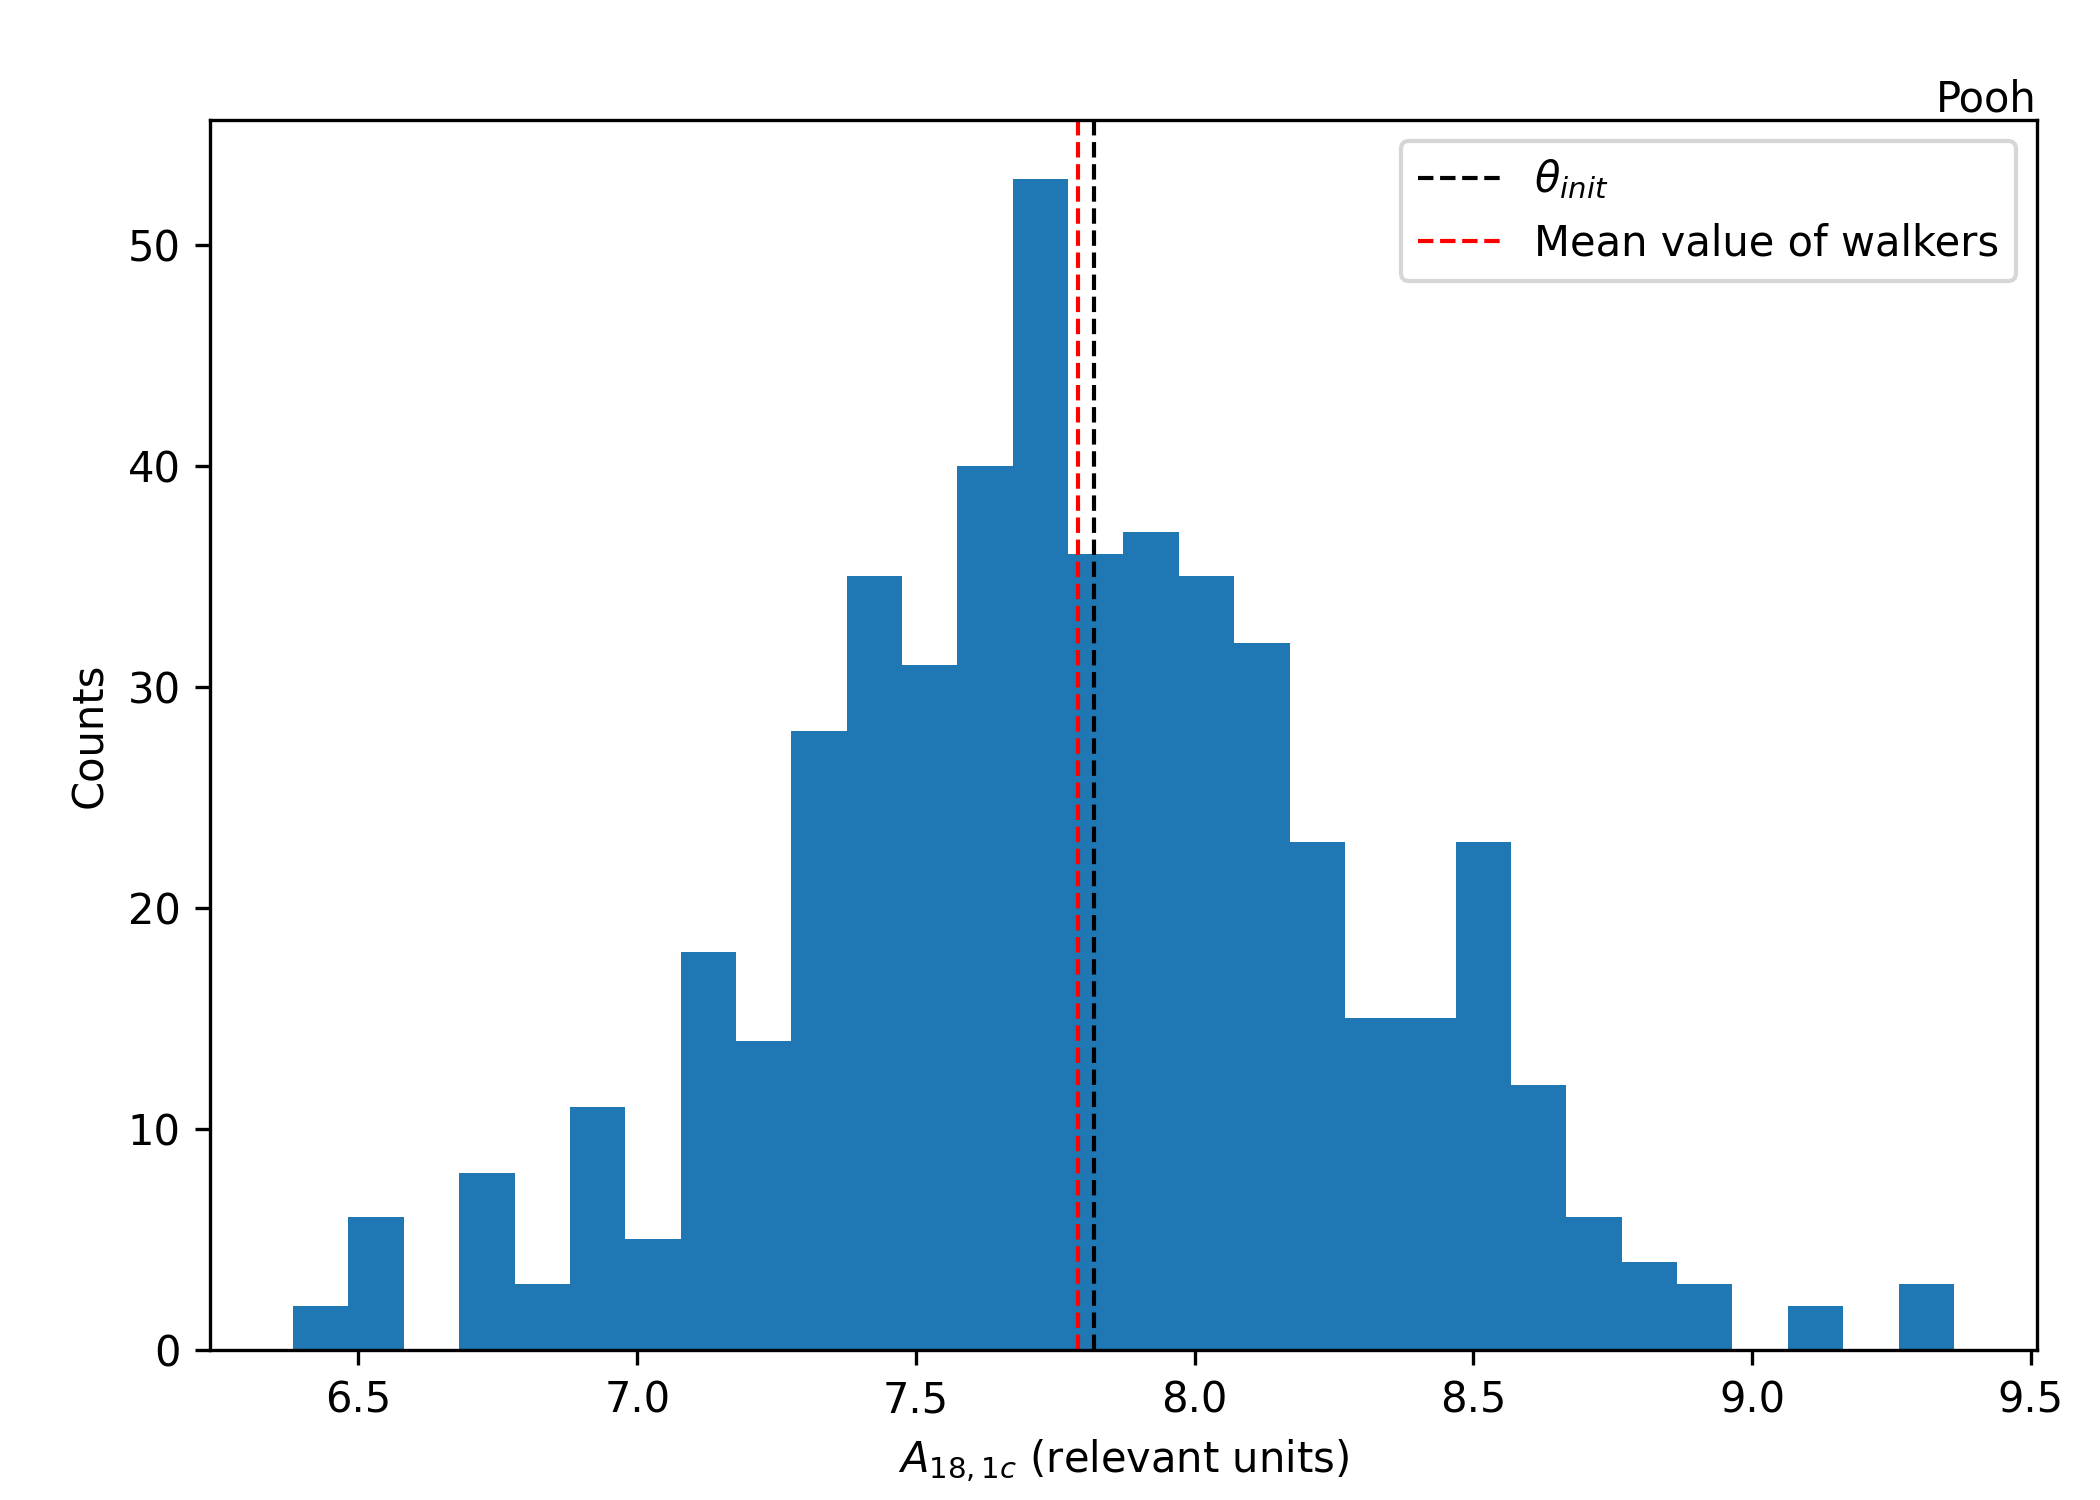 Pooh
θinit
Mean value of walkers
50
40
30
20
10
0
Counts
6.5 7.0 7.5 8.0 8.5 9.0 9.5
A18, 1c (relevant units)